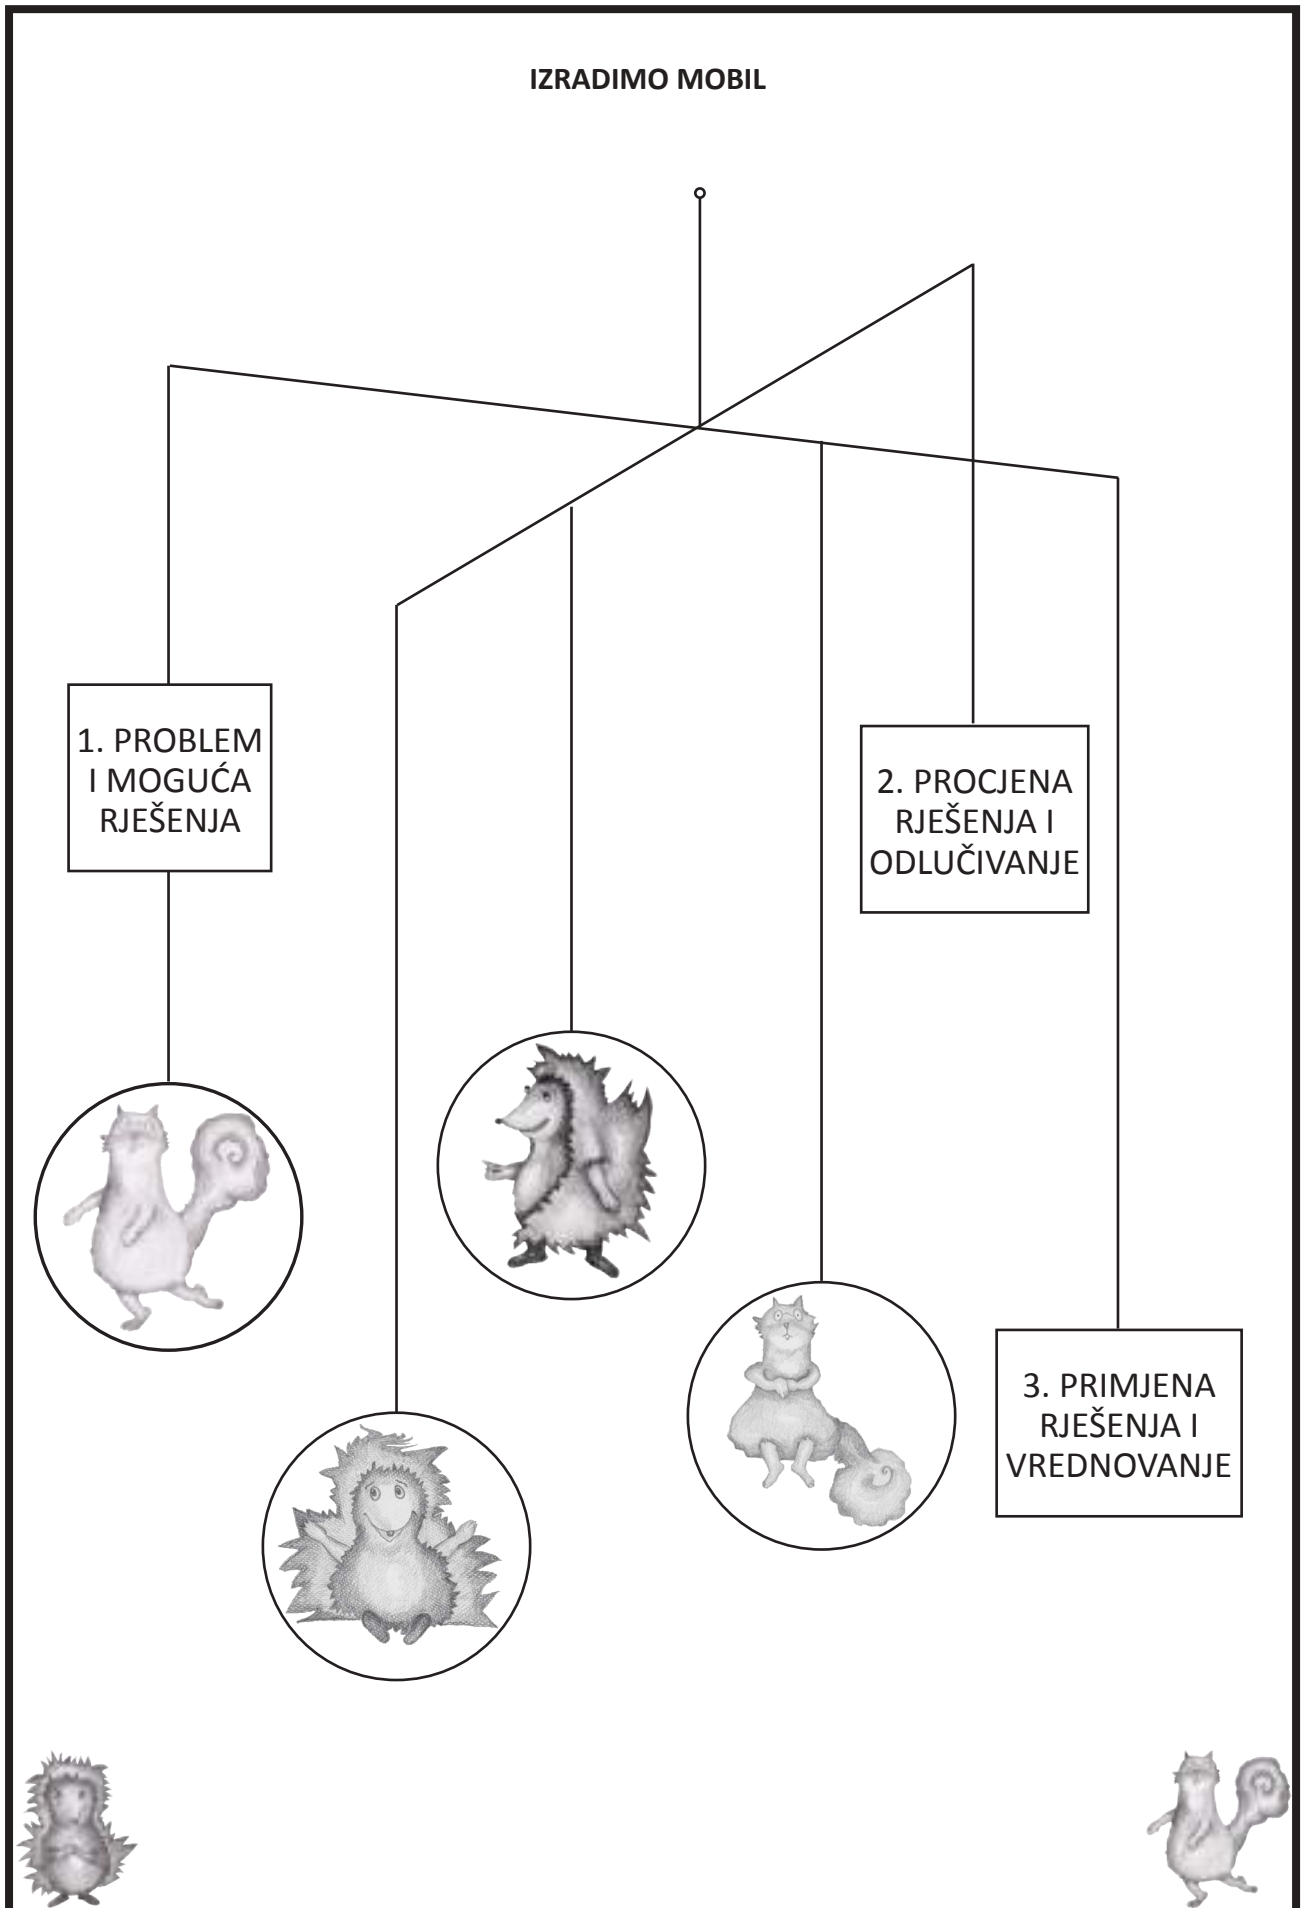 IZRADIMO MOBIL
1. PROBLEM
I MOGUĆA
RJEŠENJA
2. PROCJENA
RJEŠENJA I
ODLUČIVANJE
3. PRIMJENA
RJEŠENJA I
VREDNOVANJE